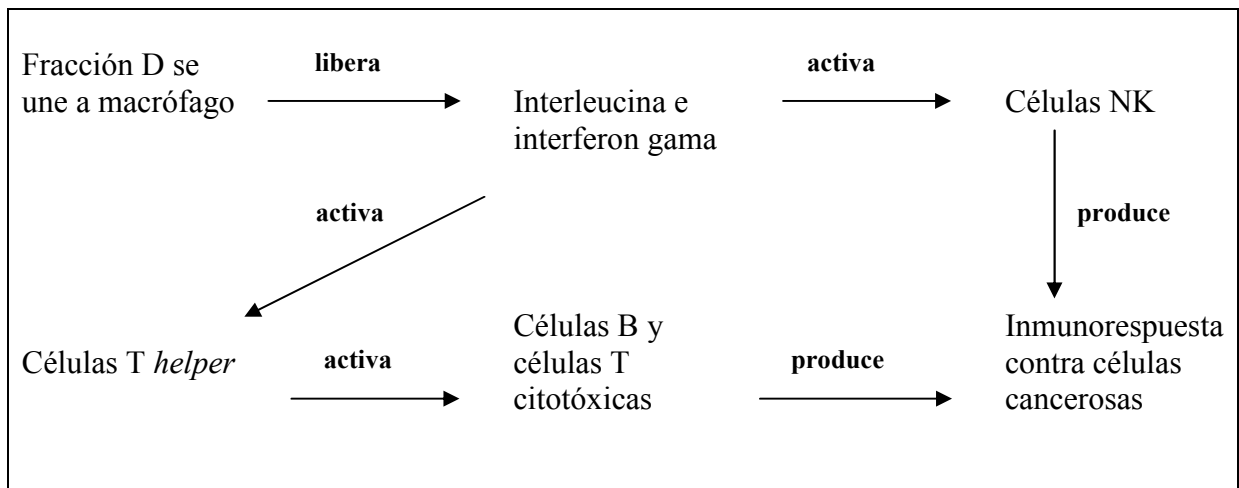 Fracción D se
une a macrófago
libera
Interleucina e
interferon gama
activa
Células NK
activa
produce
Células T helper
activa
Células B y
células T
citotóxicas
produce
Inmunorespuesta
contra células
cancerosas